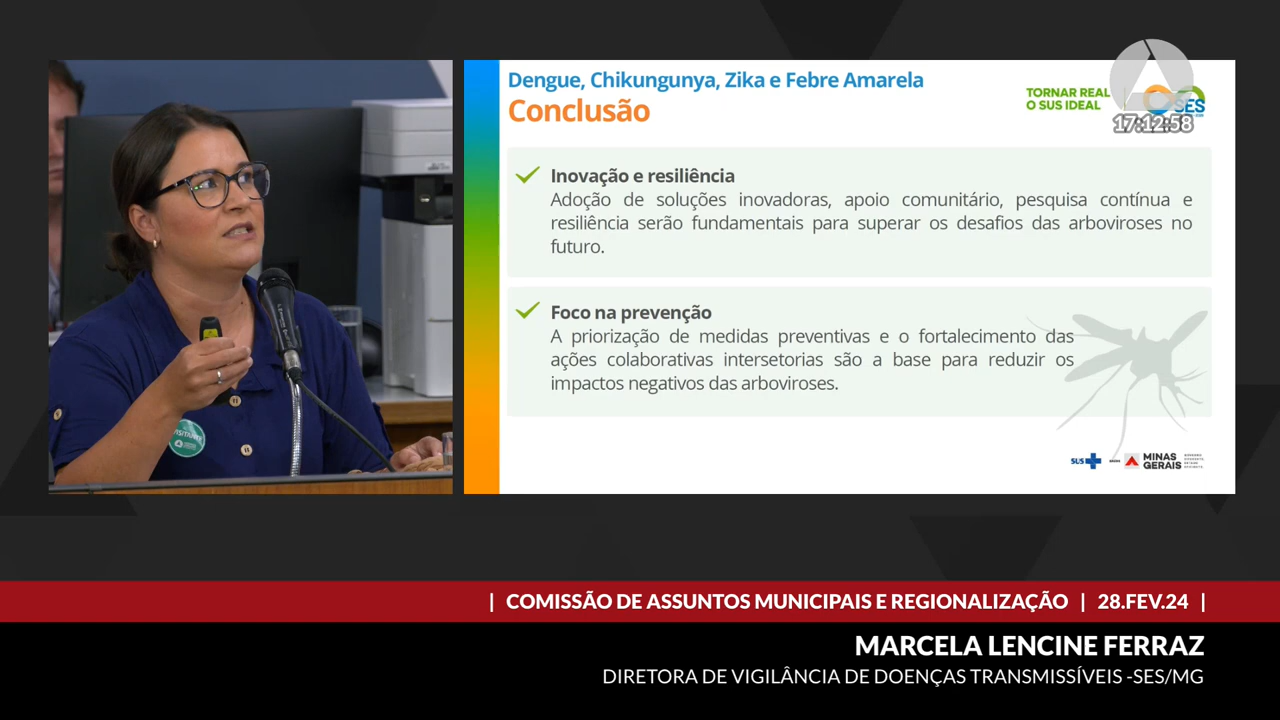 Dengue, Chikungunya, Zika e Febre Amarela
Conclusão
TORNAR REAL
O SUS IDEAL
SES
17:12:58
Inovação e resiliência
Adoção de soluções inovadoras, apoio comunitário, pesquisa contínua e
resiliência serão fundamentais para superar os desafios das arboviroses no
futuro.
Foco na prevenção
A priorização de medidas preventivas e o fortalecimento das
ações colaborativas intersetorias são a base para reduzir os
impactos negativos das arboviroses.
SUS
MINAS
GERAIS
| COMISSÃO DE ASSUNTOS MUNICIPAIS E REGIONALIZAÇÃO | 28.FEV.24 |
MARCELA LENCINE FERRAZ
DIRETORA DE VIGILÂNCIA DE DOENÇAS TRANSMISSÍVEIS -SES/MG